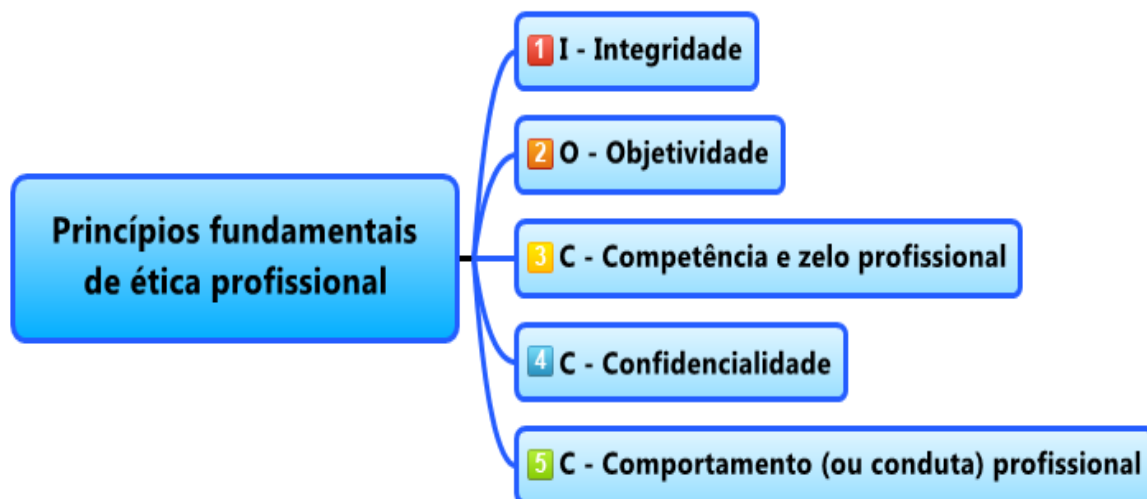 Princípios fundamentais
de ética profissional
1 I - Integridade
2 O - Objetividade
3 C - Competência e zelo profissional
4 C - Confidencialidade
5 C - Comportamento (ou conduta) profissional